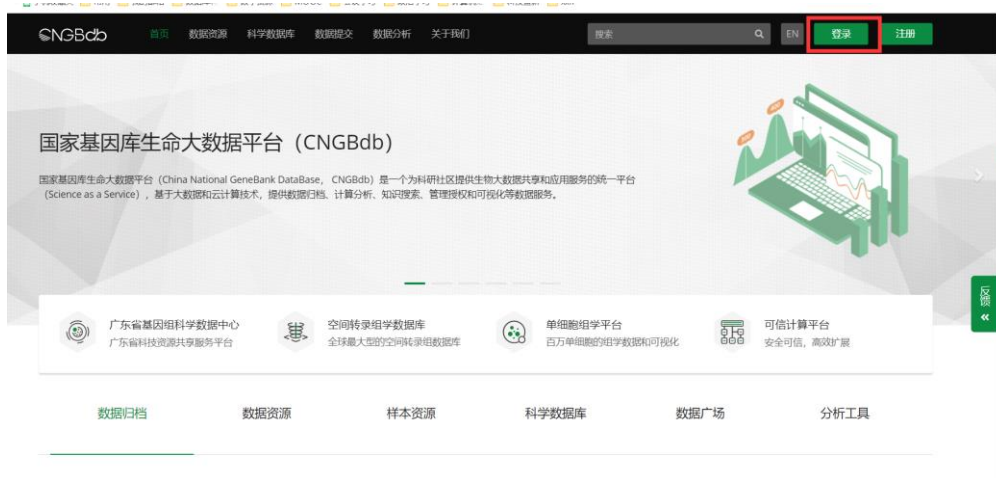 CNGBdb 首页 数据资源 科学数据库 数据提交 数据分析 关于我们 搜索 EN 登录 注册
国家基因库生命大数据平台（CNGBdb）
国家基因库生命大数据平台（China National GeneBank DataBase， CNGBdb）是一个为科研社区提供生物大数据共享和应用服务的统一平台
（Science as a Service），基于大数据和云计算技术，提供数据归档、计算分析、知识搜索、管理授权和可视化等数据服务。
反馈
广东省基因组科学数据中心 空间转录组学数据库 单细胞组学平台 可信计算平台
广东省科技资源共享服务平台 全球最大型的空间转录组数据库 百万单细胞的组学数据和可视化 安全可信，高效扩展
数据归档 数据资源 样本资源 科学数据库 数据广场 分析工具